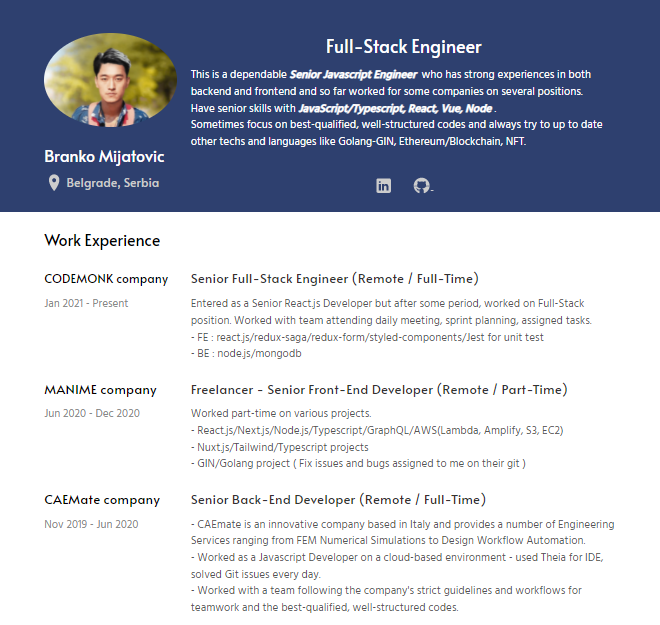 Full-Stack Engineer
This is a dependable Senior Javascript Engineer who has strong experiences in both
backend and frontend and so far worked for some companies on several positions.
Have senior skills with JavaScript/Typescript, React, Vue, Node .
Sometimes focus on best-qualified, well-structured codes and always try to up to date
other techs and languages like Golang-GIN, Ethereum/Blockchain, NFT.
Branko Mijatovic
Belgrade, Serbia
in
Work Experience
CODEMONK company
Jan 2021 - Present
Senior Full-Stack Engineer (Remote / Full-Time)
Entered as a Senior React.js Developer but after some period, worked on Full-Stack
position. Worked with team attending daily meeting, sprint planning, assigned tasks.
- FE : react.js/redux-saga/redux-form/styled-components/Jest for unit test
- BE : node.js/mongodb
MANIME company
Jun 2020 - Dec 2020
Freelancer - Senior Front-End Developer (Remote / Part-Time)
Worked part-time on various projects.
- React.js/Next.js/Node.js/Typescript/GraphQL/AWS(Lambda, Amplify, S3, EC2)
- Nuxt.js/Tailwind/Typescript projects
- GIN/Golang project ( Fix issues and bugs assigned to me on their git )
CAEMate company
Nov 2019 - Jun 2020
Senior Back-End Developer (Remote / Full-Time)
- CAEmate is an innovative company based in Italy and provides a number of Engineering
Services ranging from FEM Numerical Simulations to Design Workflow Automation.
- Worked as a Javascript Developer on a cloud-based environment - used Theia for IDE,
solved Git issues every day.
- Worked with a team following the company's strict guidelines and workflows for
teamwork and the best-qualified, well-structured codes.